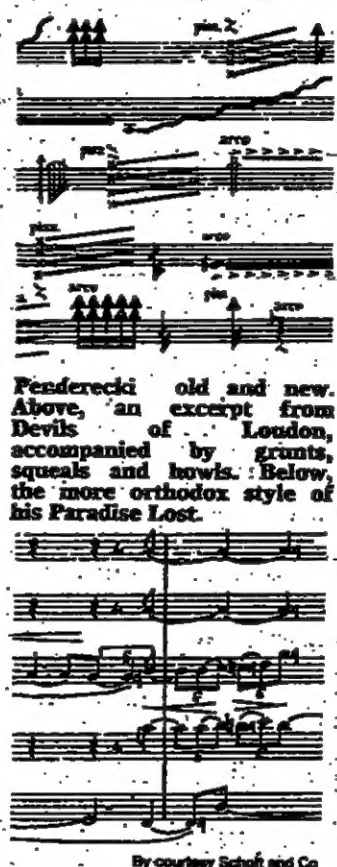 pizz.
pizz
arco
pizz.
arco
arco
pizz
arco
Penderecki old and new.
Above, an excerpt from
Devils of Loudon,
accompanied by grunts,
squeals and howls. Below,
the more orthodox style of
his Paradise Lost.
By courtesy Schott and Co